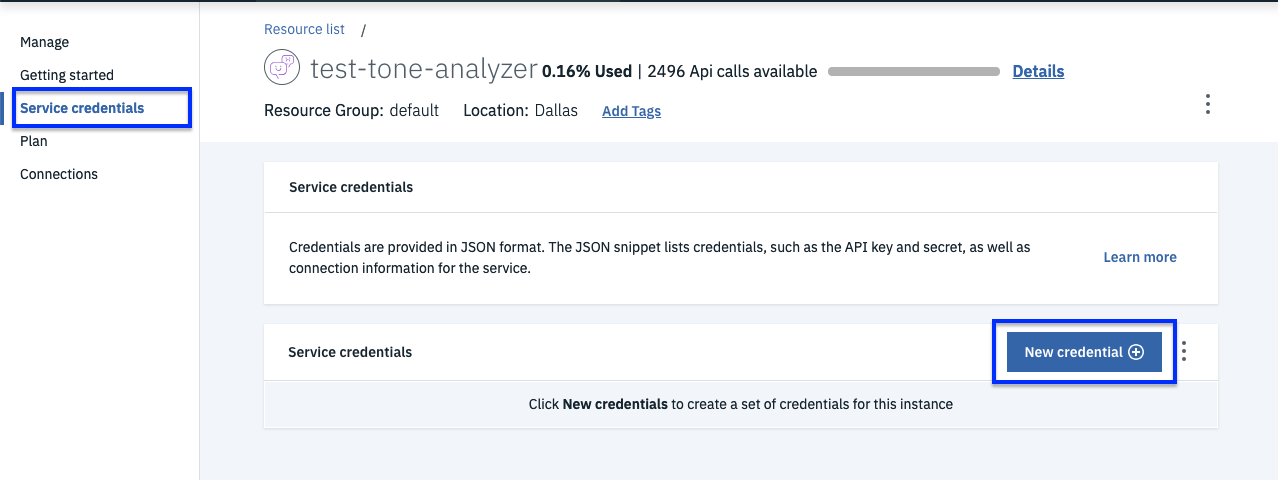 Manage
Getting started
Service credentials
Plan
Connections
Resource list /
test-tone-analyzer 0.16% Used | 2496 Api calls available Details
Resource Group: default Location: Dallas Add Tags
Service credentials
Credentials are provided in JSON format. The JSON snippet lists credentials, such as the API key and secret, as well as
connection information for the service.
Learn more
Service credentials
New credential
Click New credentials to create a set of credentials for this instance